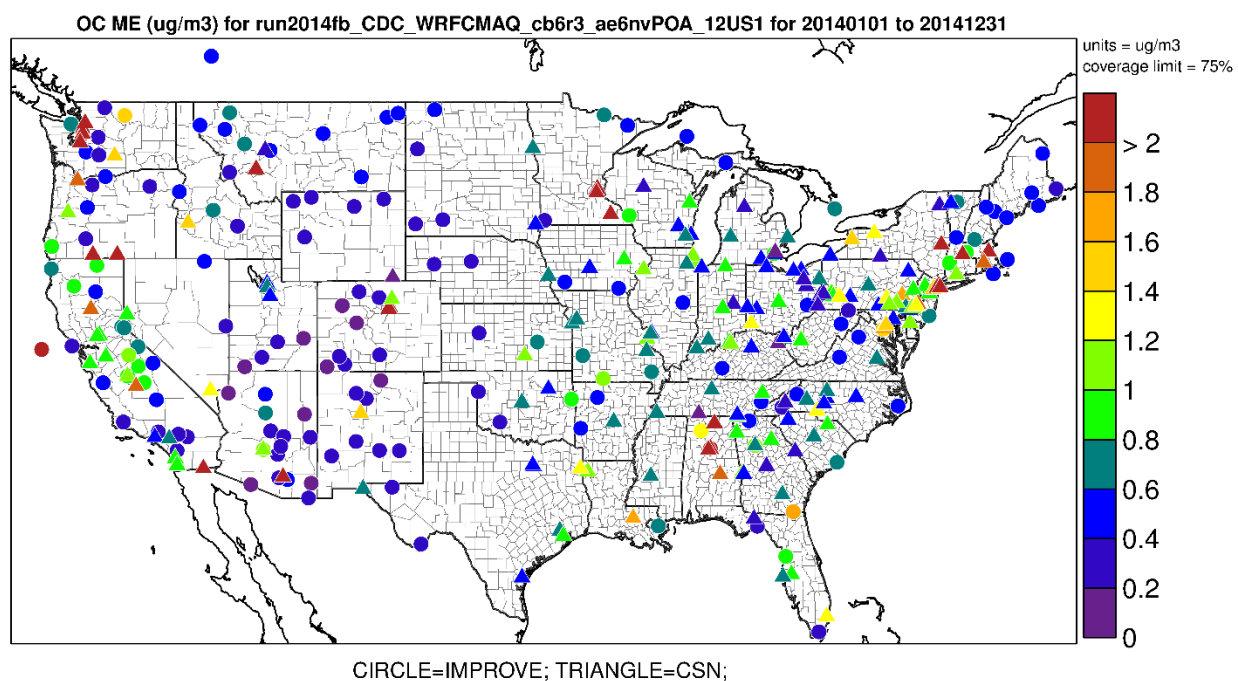 OC ME (ug/m3) for run2014fb_CDC_WRFCMAQ_cb6r3_ae6nvPOA_12US1 for 20140101 to 20141231
units = ug/m3
coverage limit = 75%
> 2
1.8
1.6
1.4
1.2
1
0.8
0.6
0.4
0.2
0
CIRCLE=IMPROVE; TRIANGLE=CSN;